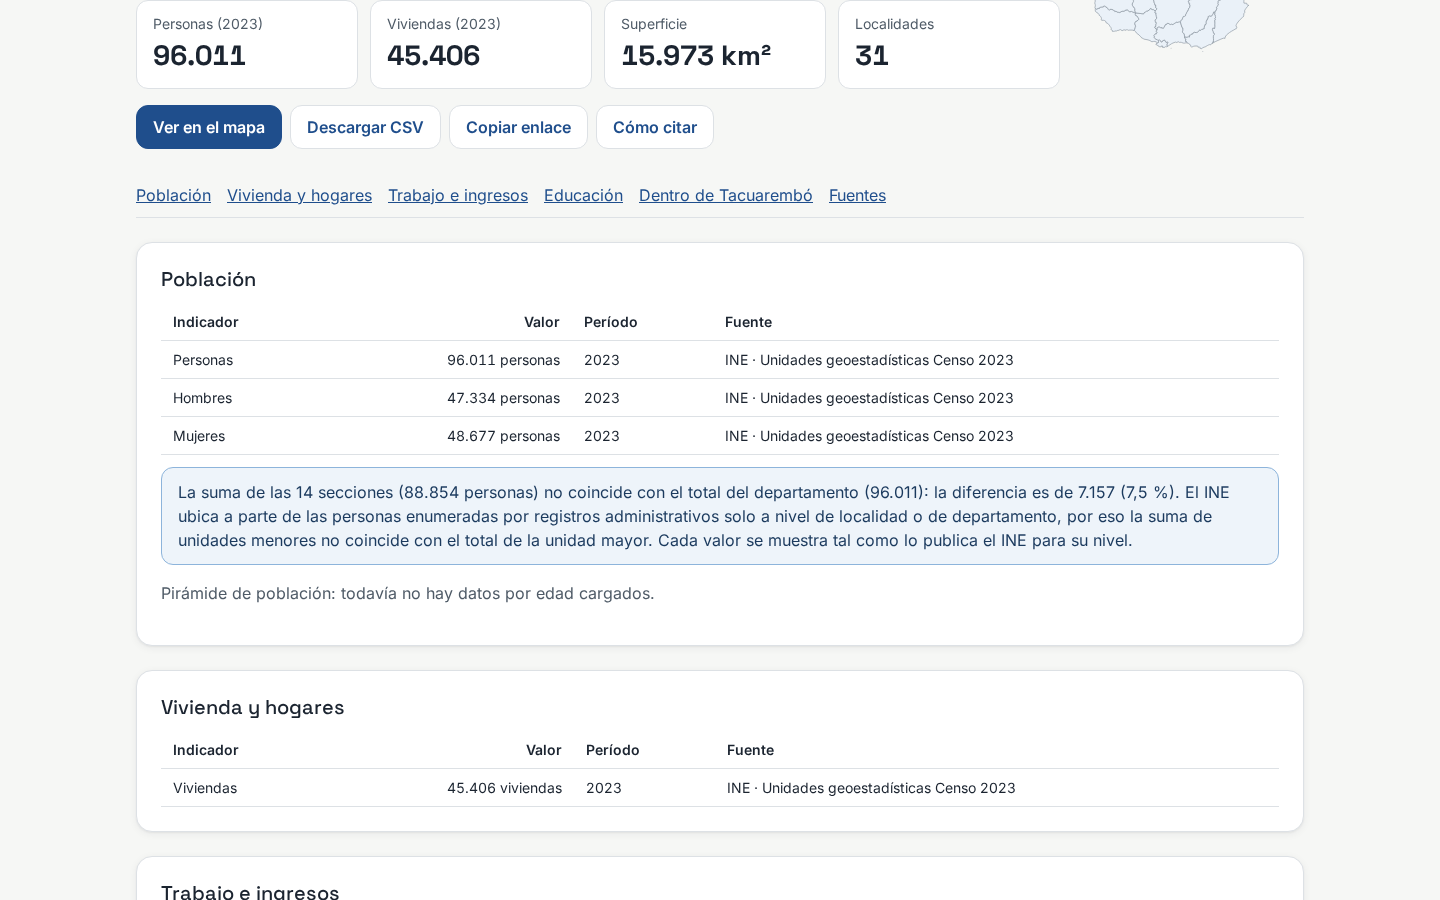 Personas (2023)
96.011
Viviendas (2023)
45.406
Superficie
15.973 km²
Localidades
31
Ver en el mapa
Descargar CSV
Copiar enlace
Cómo citar
Población Vivienda y hogares Trabajo e ingresos Educación Dentro de Tacuarembó Fuentes
Población
Indicador Valor Período Fuente
Personas 96.011 personas 2023 INE · Unidades geoestadísticas Censo 2023
Hombres 47.334 personas 2023 INE · Unidades geoestadísticas Censo 2023
Mujeres 48.677 personas 2023 INE · Unidades geoestadísticas Censo 2023
La suma de las 14 secciones (88.854 personas) no coincide con el total del departamento (96.011): la diferencia es de 7.157 (7,5 %). El INE
ubica a parte de las personas enumeradas por registros administrativos solo a nivel de localidad o de departamento, por eso la suma de
unidades menores no coincide con el total de la unidad mayor. Cada valor se muestra tal como lo publica el INE para su nivel.
Pirámide de población: todavía no hay datos por edad cargados.
Vivienda y hogares
Indicador Valor Período Fuente
Viviendas 45.406 viviendas 2023 INE · Unidades geoestadísticas Censo 2023
Trabajo e ingresos